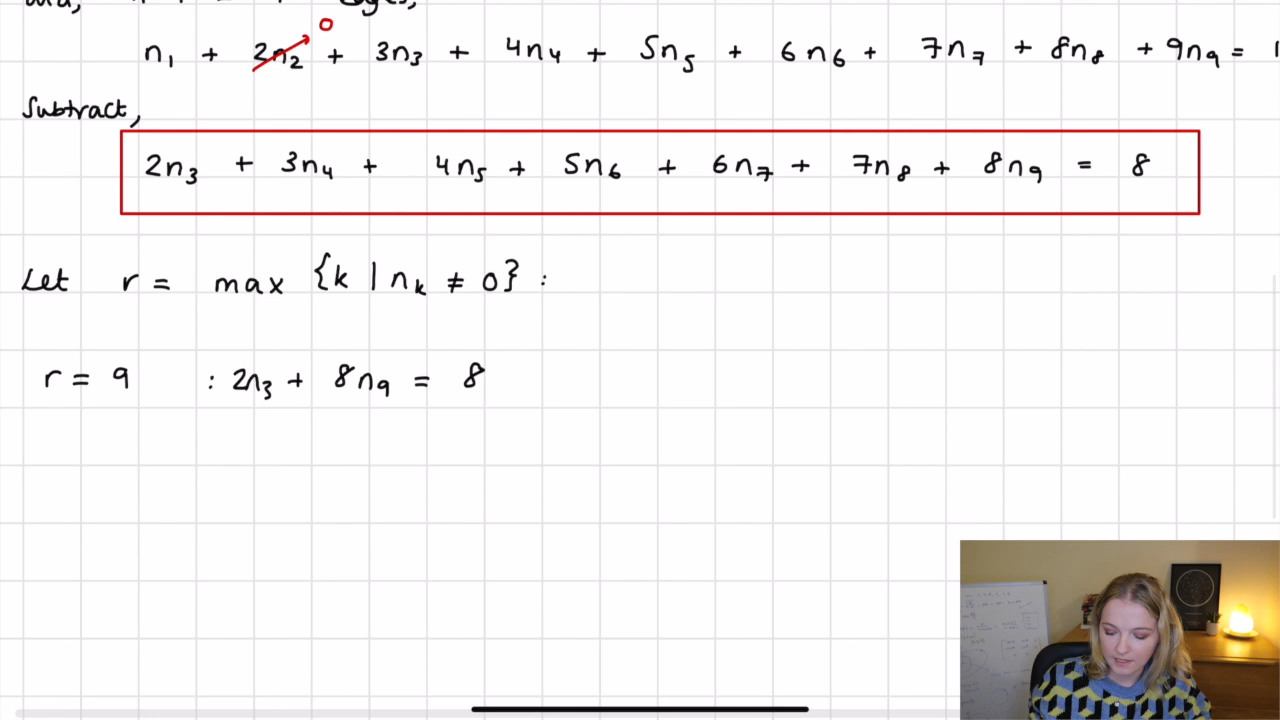 n₁ + 2n₂ 0 + 3n₃ + 4n₄ + 5n₅ + 6n₆ + 7n₇ + 8n₈ + 9n₉ = 1
Subtract,
2n₃ + 3n₄ + 4n₅ + 5n₆ + 6n₇ + 7n₈ + 8n₉ = 8
Let r = max {k | nₖ ≠ 0} :
r = 9 : 2n₃ + 8n₉ = 8